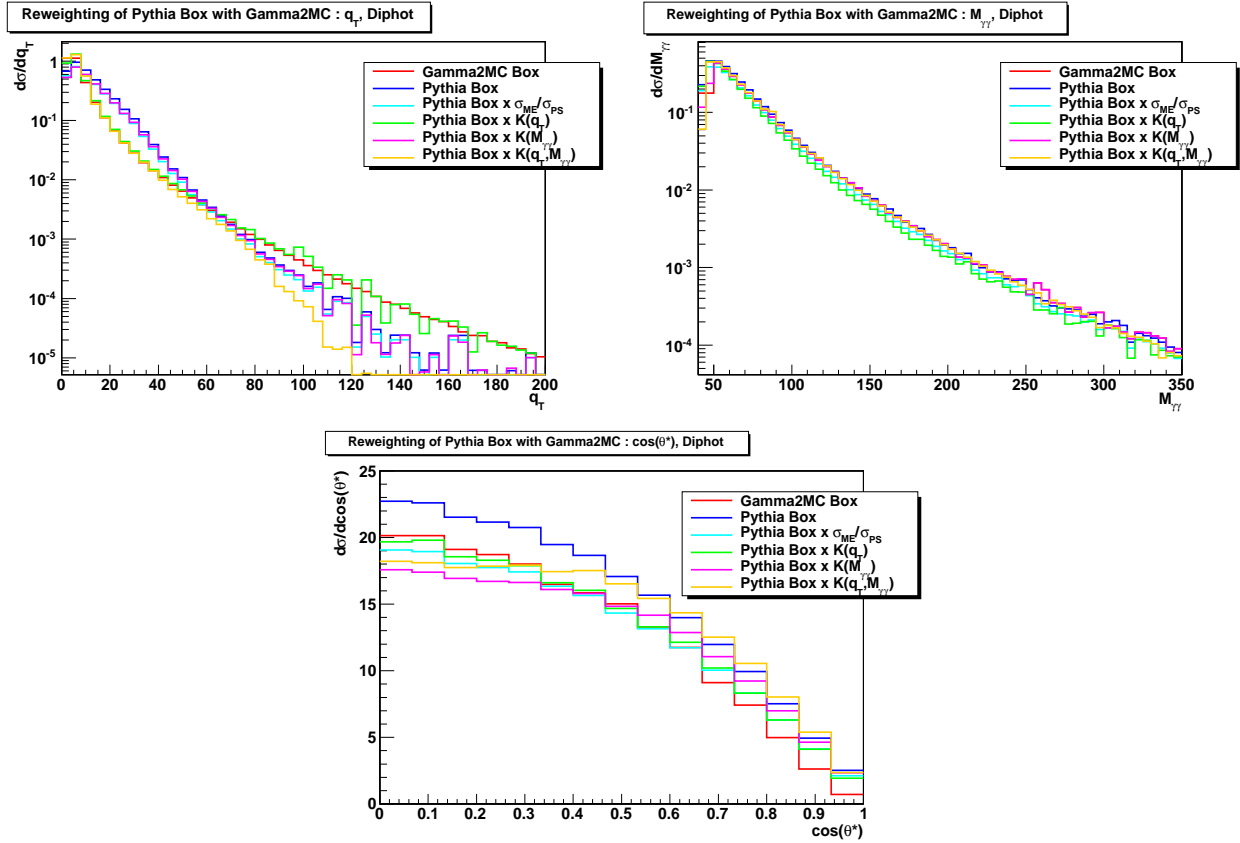 Reweighting of Pythia Box with Gamma2MC : q_T, Diphot
dσ/dq_T
1
10^-1
10^-2
10^-3
10^-4
10^-5
0 20 40 60 80 100 120 140 160 180 200
q_T
Gamma2MC Box
Pythia Box
Pythia Box x σ_ME/σ_PS
Pythia Box x K(q_T)
Pythia Box x K(M_γγ)
Pythia Box x K(q_T,M_γγ)
Reweighting of Pythia Box with Gamma2MC : M_γγ, Diphot
dσ/dM_γγ
10^-1
10^-2
10^-3
10^-4
50 100 150 200 250 300 350
M_γγ
Gamma2MC Box
Pythia Box
Pythia Box x σ_ME/σ_PS
Pythia Box x K(q_T)
Pythia Box x K(M_γγ)
Pythia Box x K(q_T,M_γγ)
Reweighting of Pythia Box with Gamma2MC : cos(θ*), Diphot
dσ/dcos(θ*)
25
20
15
10
5
0
0 0.1 0.2 0.3 0.4 0.5 0.6 0.7 0.8 0.9 1
cos(θ*)
Gamma2MC Box
Pythia Box
Pythia Box x σ_ME/σ_PS
Pythia Box x K(q_T)
Pythia Box x K(M_γγ)
Pythia Box x K(q_T,M_γγ)